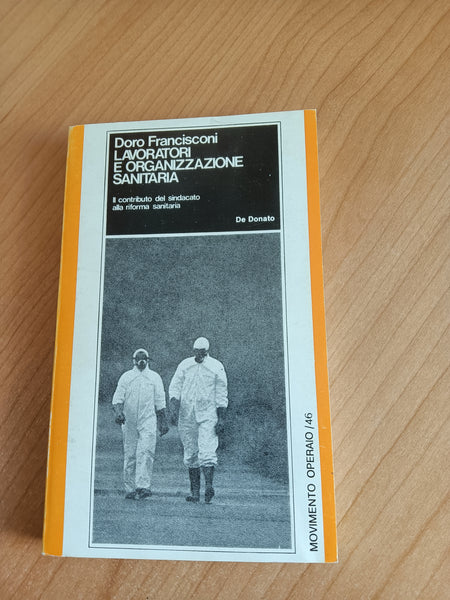 Doro Francisconi
LAVORATORI
E ORGANIZZAZIONE
SANITARIA
Il contributo del sindacato
alla riforma sanitaria
De Donato
MOVIMENTO OPERAIO / 46